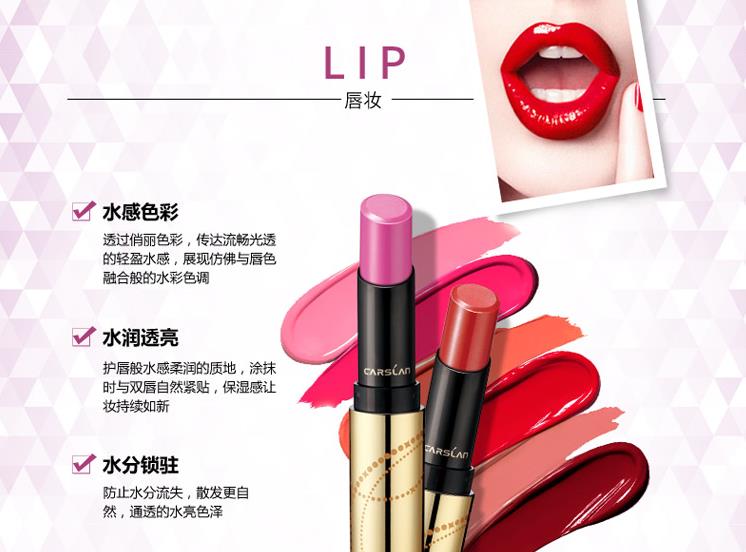 LIP
唇妆
水感色彩
透过俏丽色彩，传达流畅光透
的轻盈水感，展现仿佛与唇色
融合般的水彩色调
水润透亮
护唇般水感柔润的质地，涂抹
时与双唇自然紧贴，保湿感让
妆持续如新
水分锁驻
防止水分流失，散发更自
然，通透的水亮色泽
CARSLAN
CARSLAN